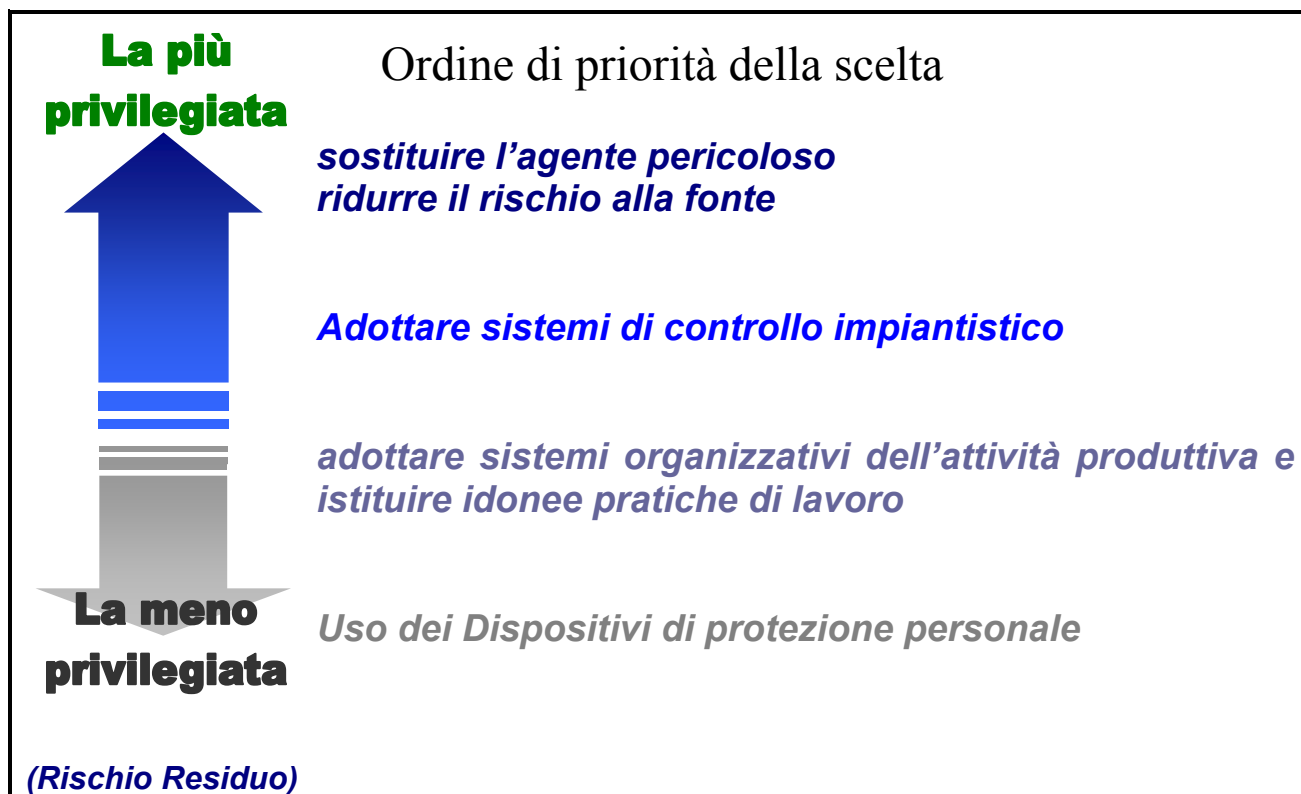 La più
privilegiata
Ordine di priorità della scelta
sostituire l’agente pericoloso
ridurre il rischio alla fonte
Adottare sistemi di controllo impiantistico
adottare sistemi organizzativi dell’attività produttiva e
istituire idonee pratiche di lavoro
La meno
privilegiata
Uso dei Dispositivi di protezione personale
(Rischio Residuo)